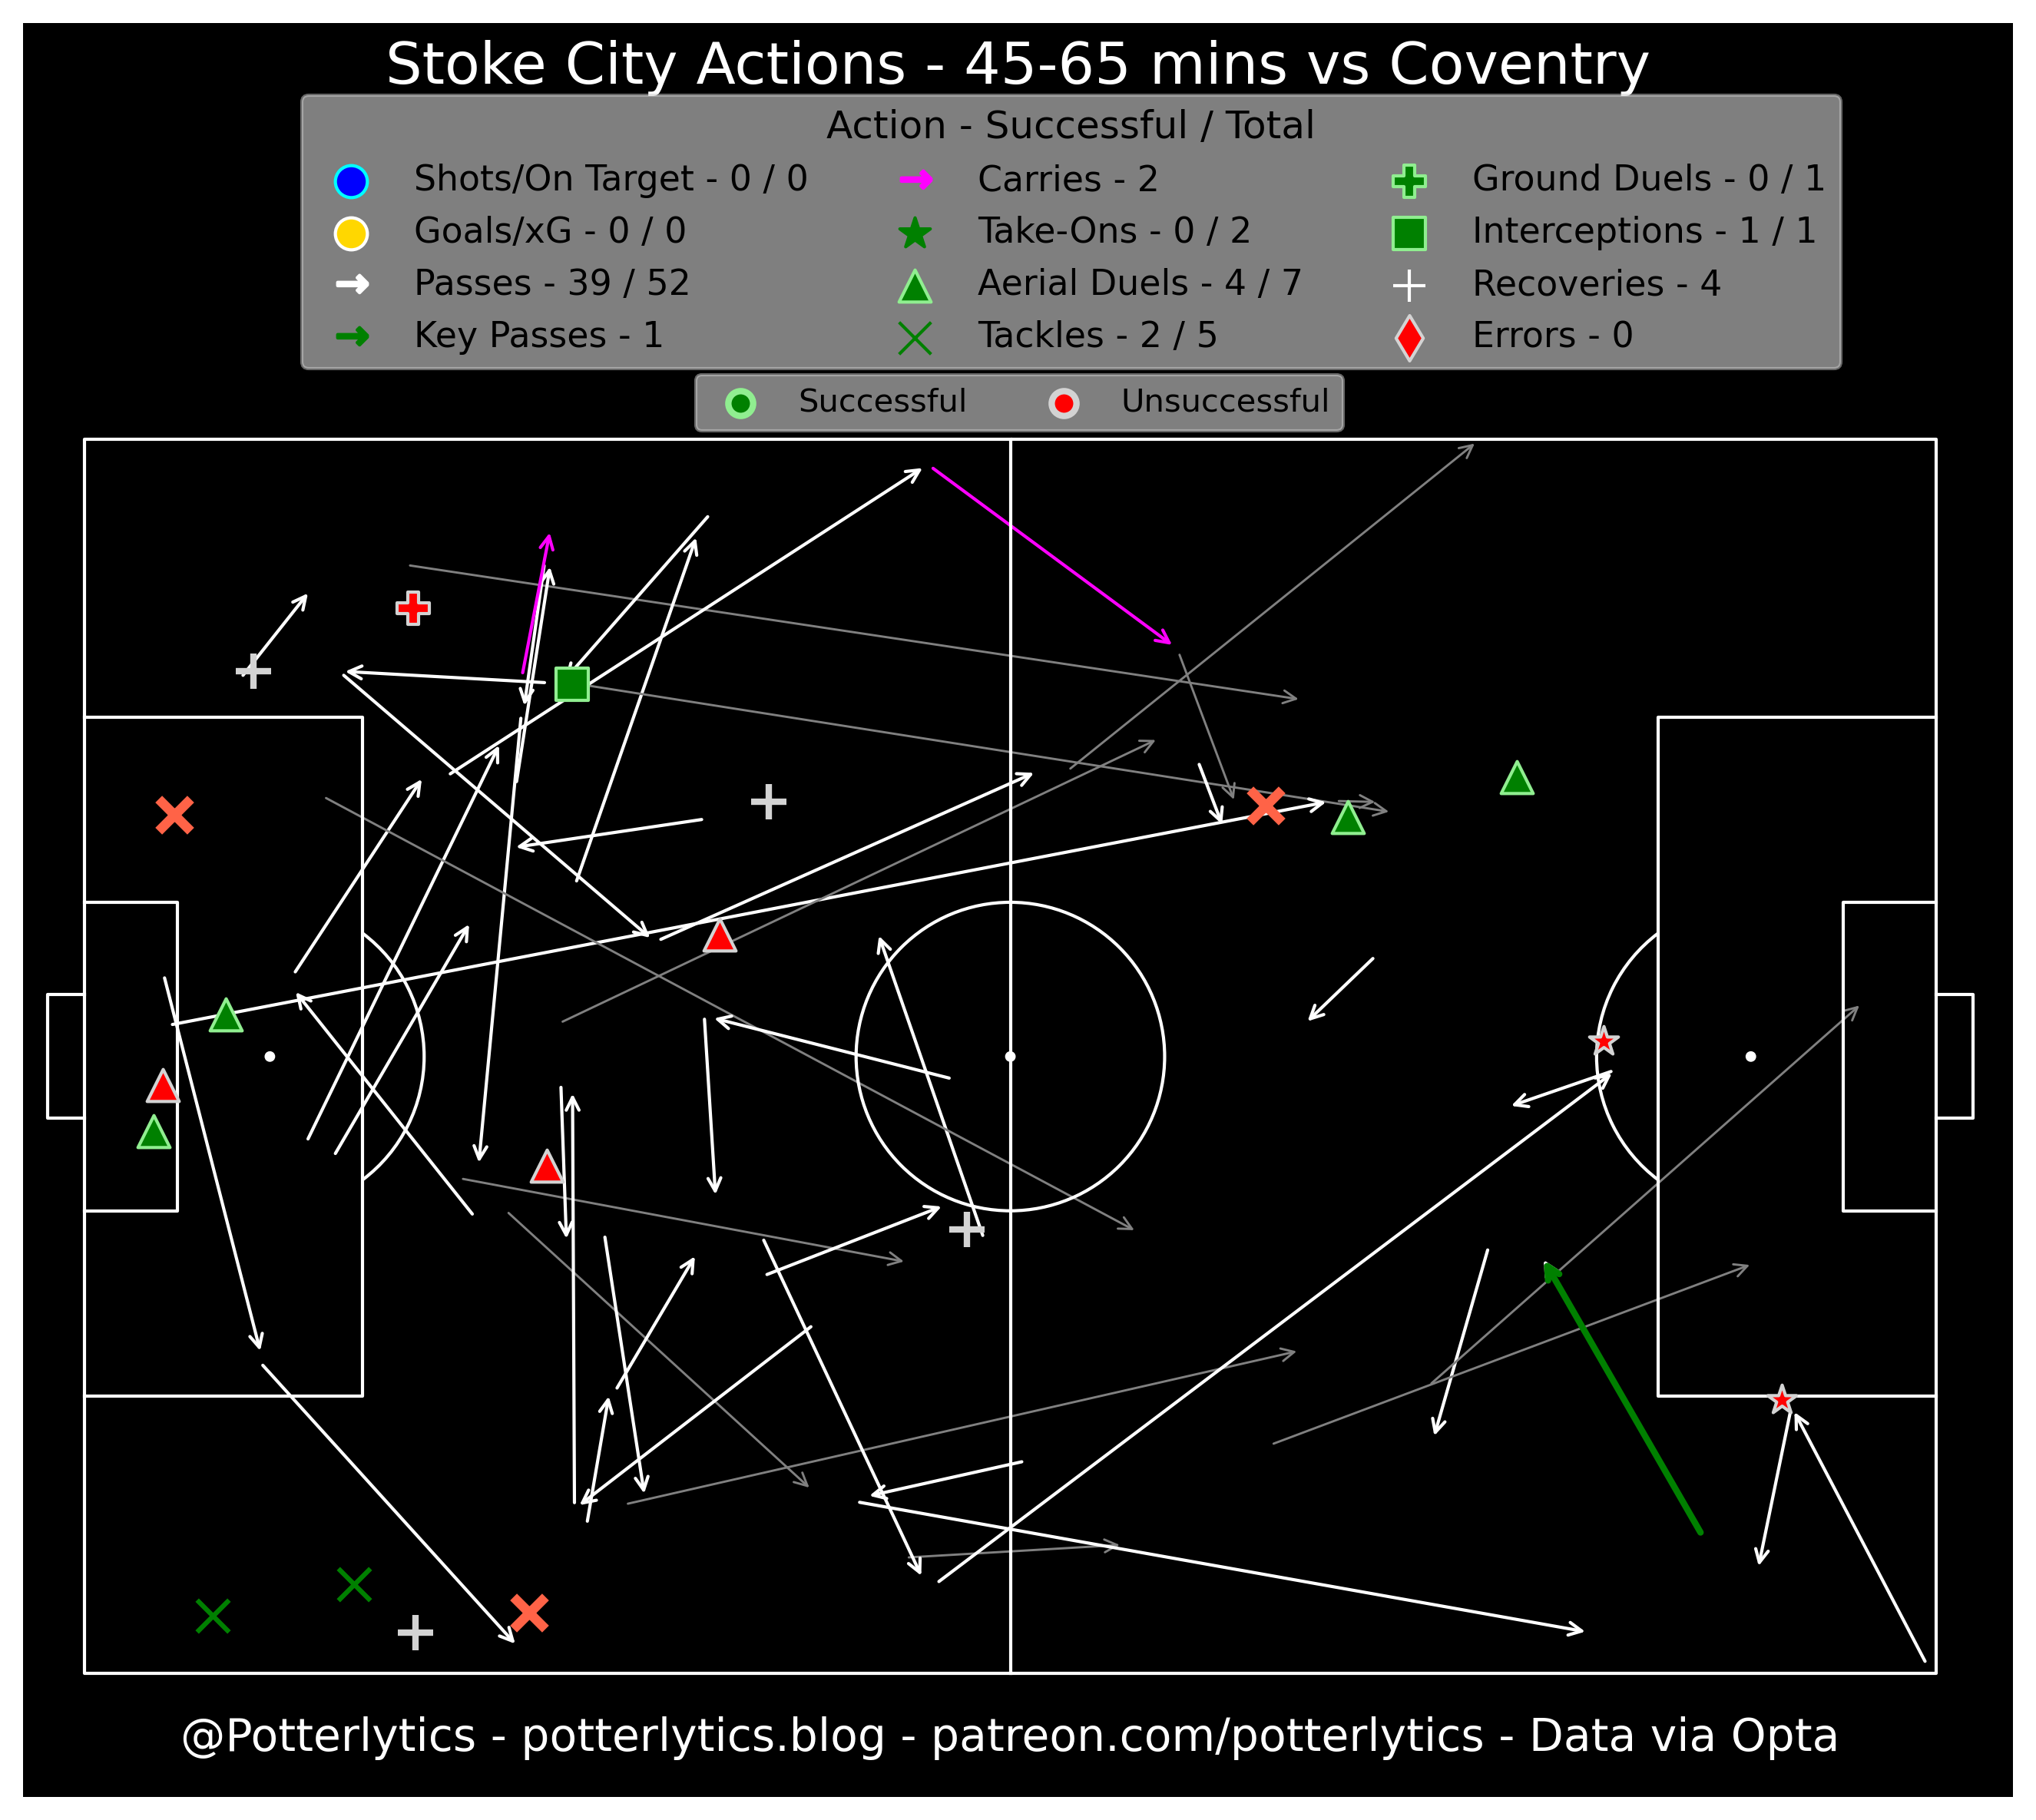 Stoke City Actions - 45-65 mins vs Coventry
Action - Successful / Total
Shots/On Target - 0 / 0
Goals/xG - 0 / 0
Passes - 39 / 52
Key Passes - 1
Carries - 2
Take-Ons - 0 / 2
Aerial Duels - 4 / 7
Tackles - 2 / 5
Ground Duels - 0 / 1
Interceptions - 1 / 1
Recoveries - 4
Errors - 0
Successful
Unsuccessful
@Potterlytics - potterlytics.blog - patreon.com/potterlytics - Data via Opta